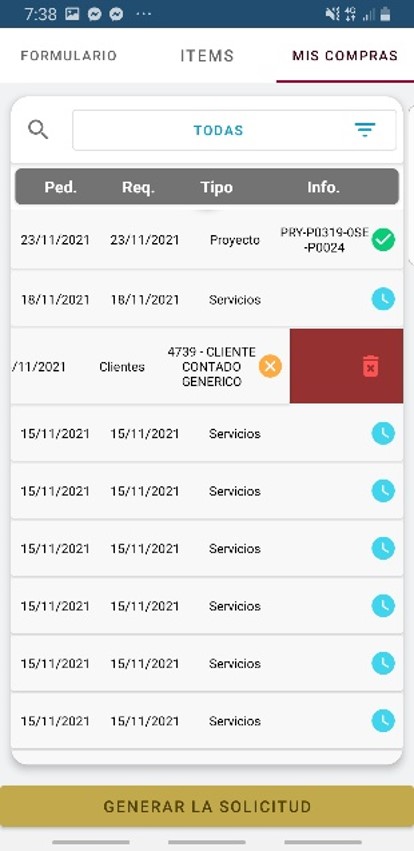 7:38
FORMULARIO ITEMS MIS COMPRAS
TODAS
Ped. Req. Tipo Info.
23/11/2021 23/11/2021 Proyecto PRY-P0319-0SE
-P0024
18/11/2021 18/11/2021 Servicios
/11/2021 Clientes 4739 - CLIENTE
CONTADO
GENERICO
15/11/2021 15/11/2021 Servicios
15/11/2021 15/11/2021 Servicios
15/11/2021 15/11/2021 Servicios
15/11/2021 15/11/2021 Servicios
15/11/2021 15/11/2021 Servicios
15/11/2021 15/11/2021 Servicios
GENERAR LA SOLICITUD